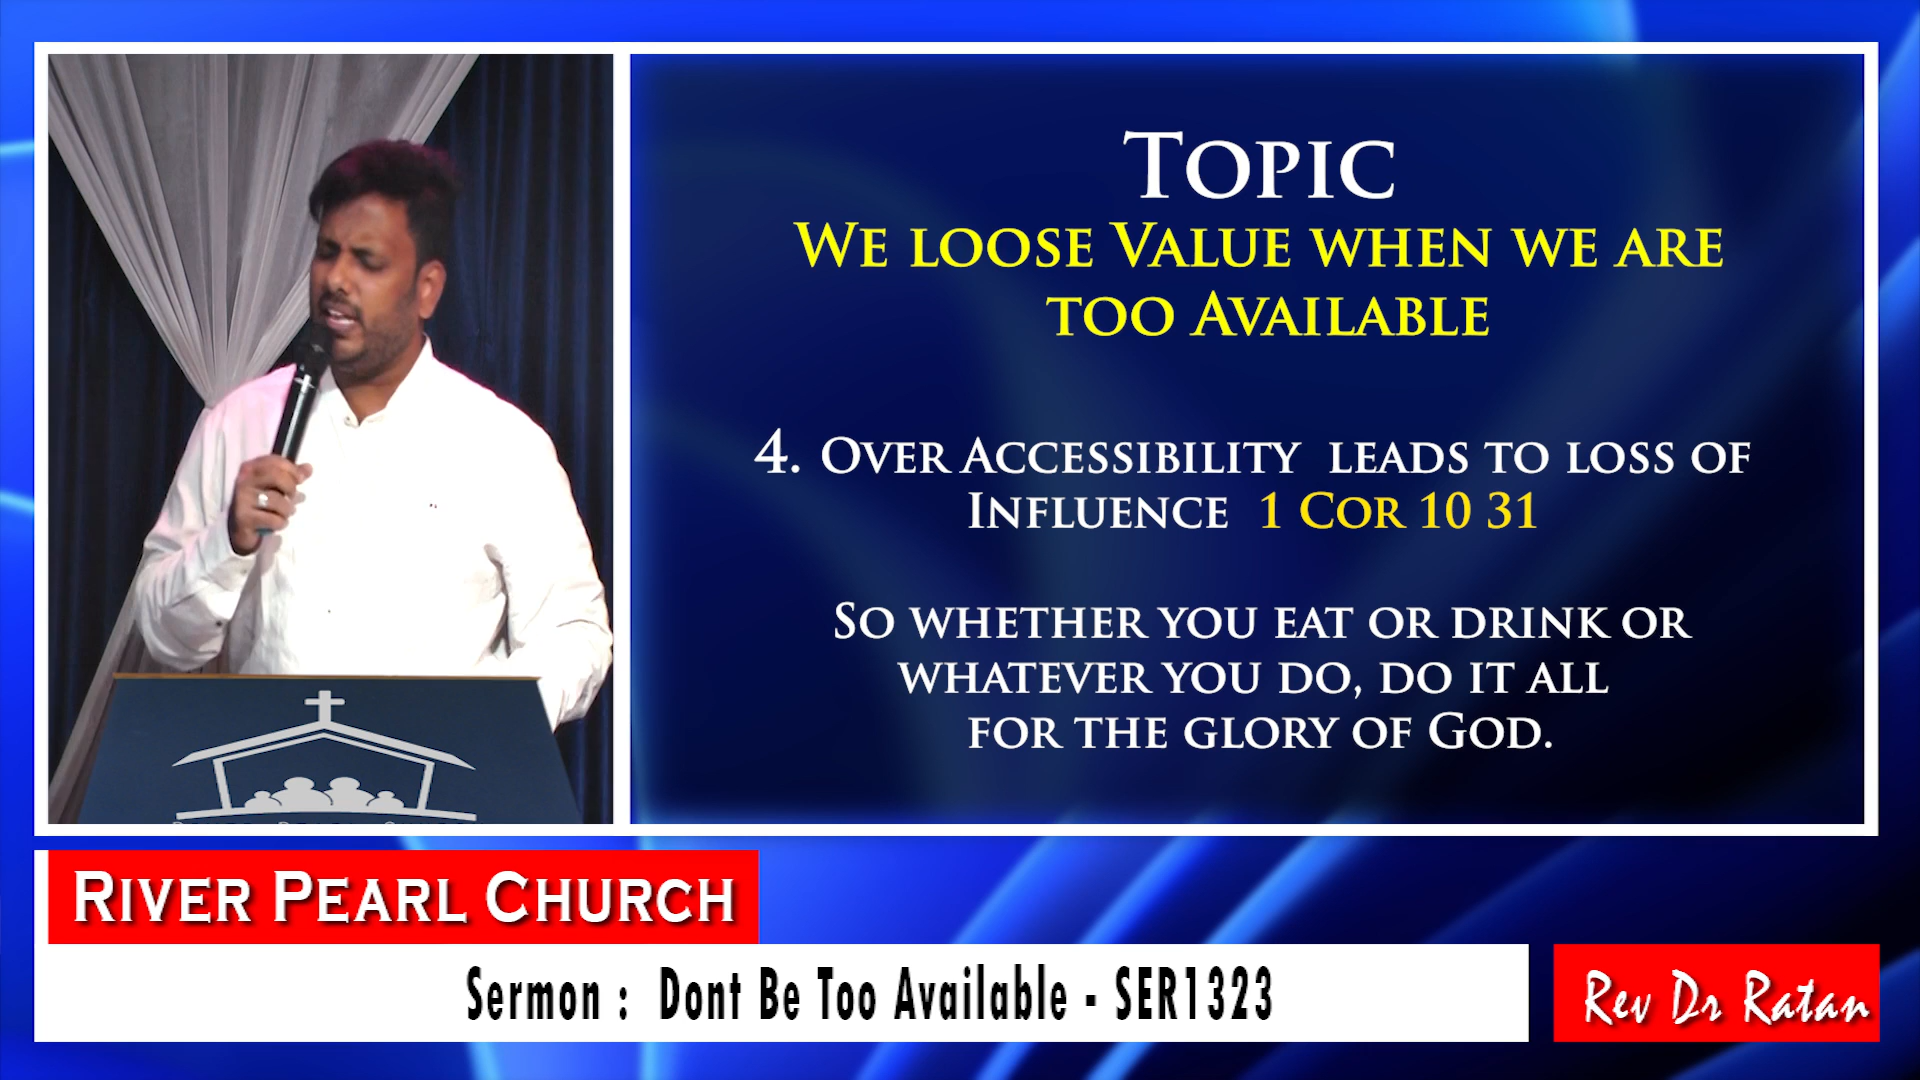 Topic
We loose Value when we are
too Available
4. Over Accessibility leads to loss of
Influence 1 Cor 10 31
So whether you eat or drink or
whatever you do, do it all
for the glory of God.
River Pearl Church
Sermon : Dont Be Too Available - SER1323
Rev Dr Ratan